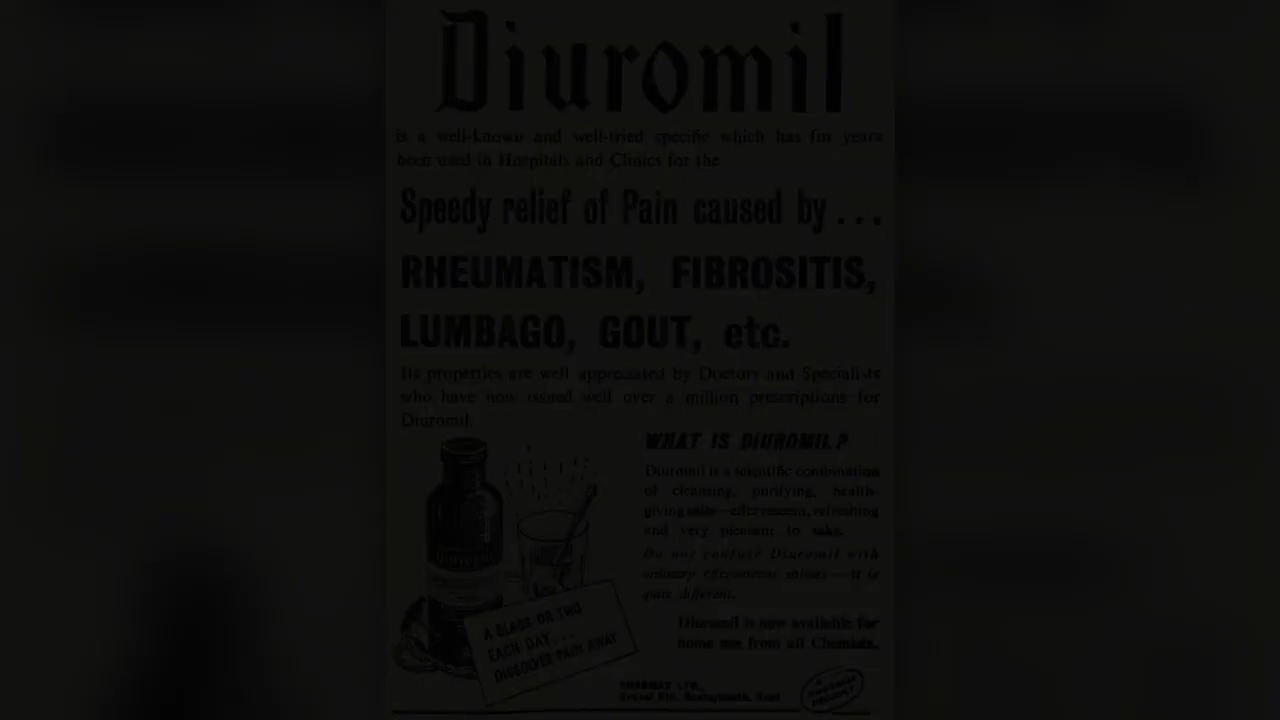 Diuromil
is a well-known and well-tried specific which has for years
been used in Hospitals and Clinics for the
Speedy relief of Pain caused by ...
RHEUMATISM, FIBROSITIS,
LUMBAGO, GOUT, etc.
Its properties are well appreciated by Doctors and Specialists
who have now issued well over a million prescriptions for
Diuromil.
WHAT IS DIUROMIL?
Diuromil is a scientific combination
of cleansing, purifying, health-
giving salts—effervescent, refreshing
and very pleasant to take.
Do not confuse Diuromil with
ordinary effervescent salines—it is
quite different.
Diuromil is now available for
home use from all Chemists.
A GLASS OR TWO
EACH DAY...
DISSOLVES PAIN AWAY
LTD.,
Kent
A
PRODUCT